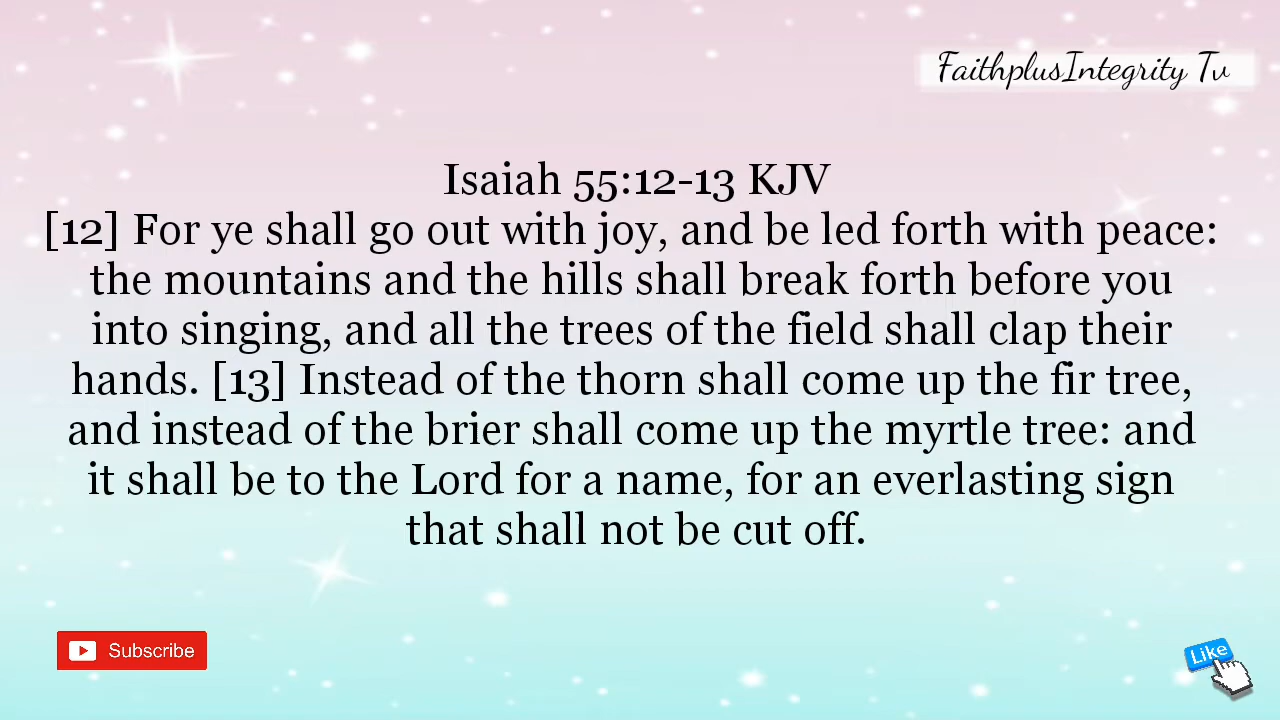 FaithplusIntegrity Tv
Isaiah 55:12-13 KJV
[12] For ye shall go out with joy, and be led forth with peace:
the mountains and the hills shall break forth before you
into singing, and all the trees of the field shall clap their
hands. [13] Instead of the thorn shall come up the fir tree,
and instead of the brier shall come up the myrtle tree: and
it shall be to the Lord for a name, for an everlasting sign
that shall not be cut off.
Subscribe
Like